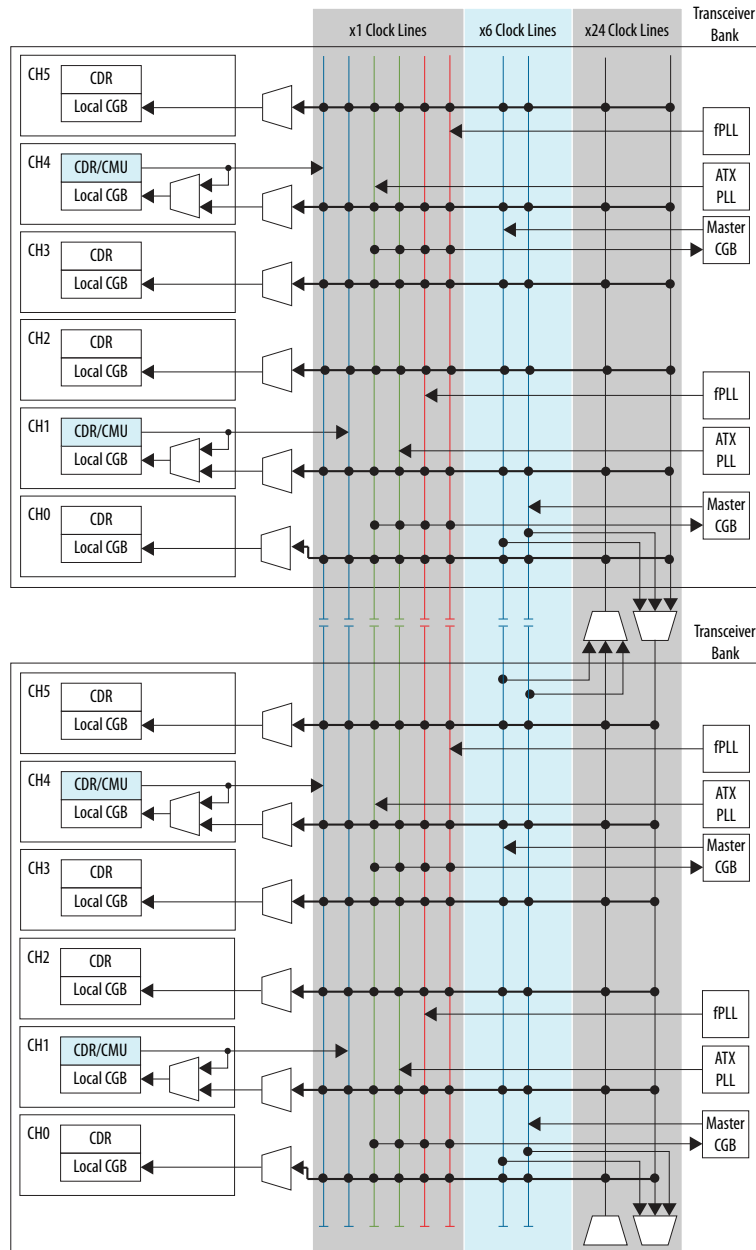 x1 Clock Lines
x6 Clock Lines
x24 Clock Lines
Transceiver
Bank
CH5
CDR
Local CGB
fPLL
CH4
CDR/CMU
Local CGB
ATX
PLL
Master
CGB
CH3
CDR
Local CGB
CH2
CDR
Local CGB
fPLL
CH1
CDR/CMU
Local CGB
ATX
PLL
CH0
CDR
Local CGB
Master
CGB
Transceiver
Bank
CH5
CDR
Local CGB
fPLL
CH4
CDR/CMU
Local CGB
ATX
PLL
Master
CGB
CH3
CDR
Local CGB
CH2
CDR
Local CGB
fPLL
CH1
CDR/CMU
Local CGB
ATX
PLL
CH0
CDR
Local CGB
Master
CGB